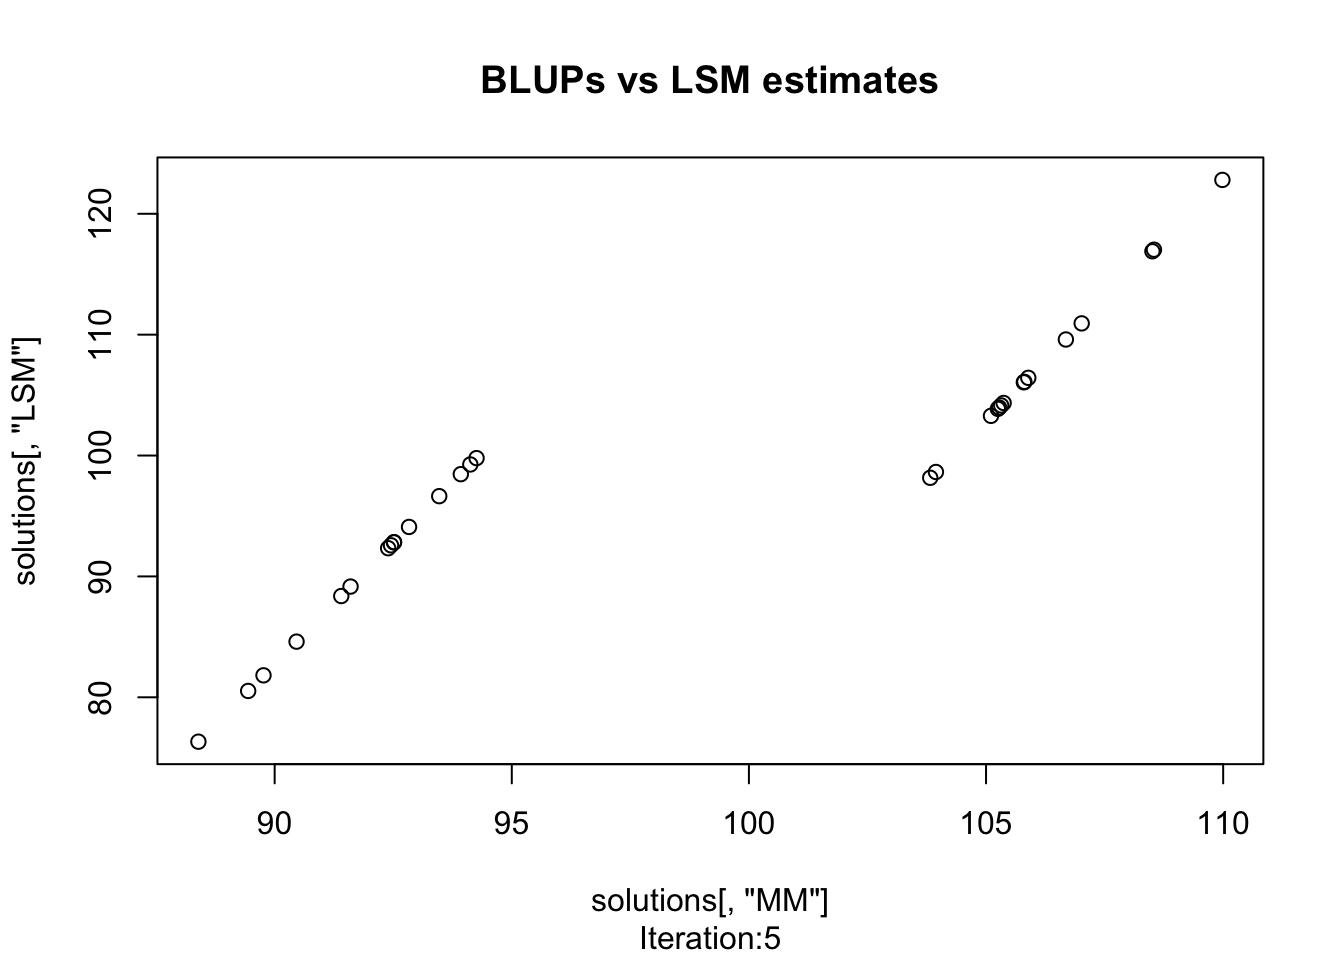 BLUPs vs LSM estimates
solutions[, "LSM"]
120
110
100
90
80
90 95 100 105 110
solutions[, "MM"]
Iteration:5